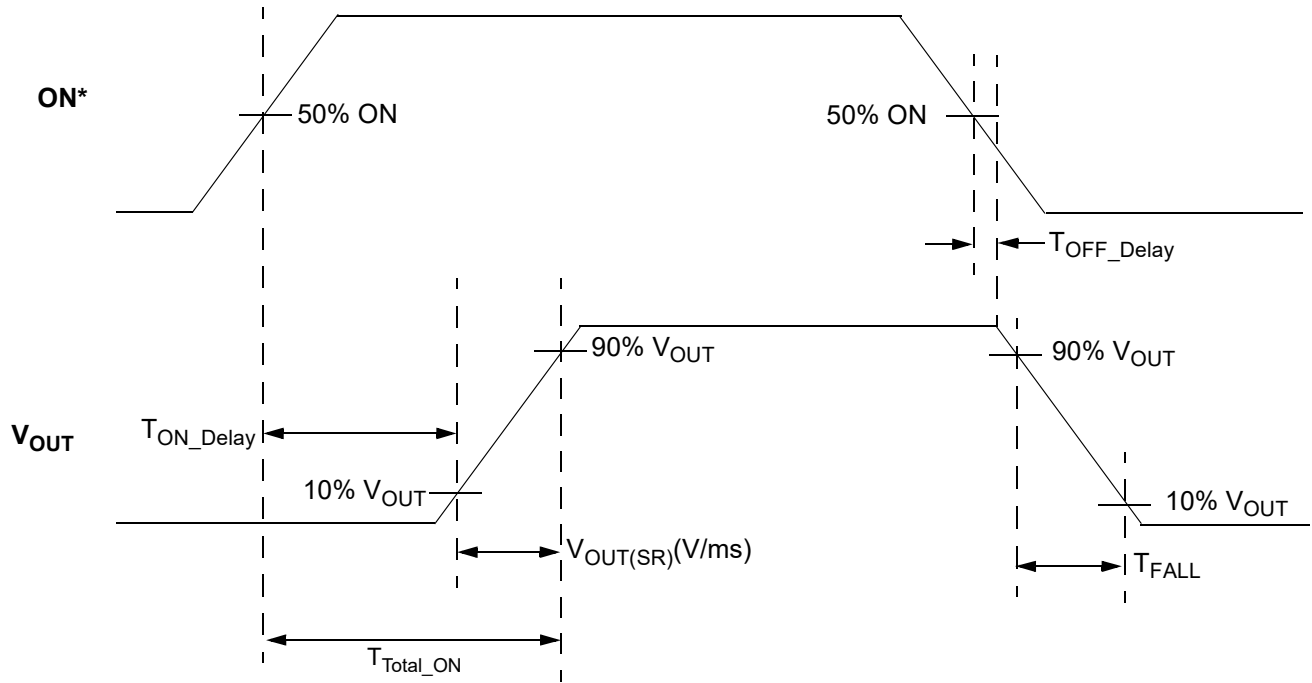 ON*
50% ON
50% ON
TOFF_Delay
90% VOUT
90% VOUT
VOUT
TON_Delay
10% VOUT
10% VOUT
VOUT(SR)(V/ms)
TFALL
TTotal_ON